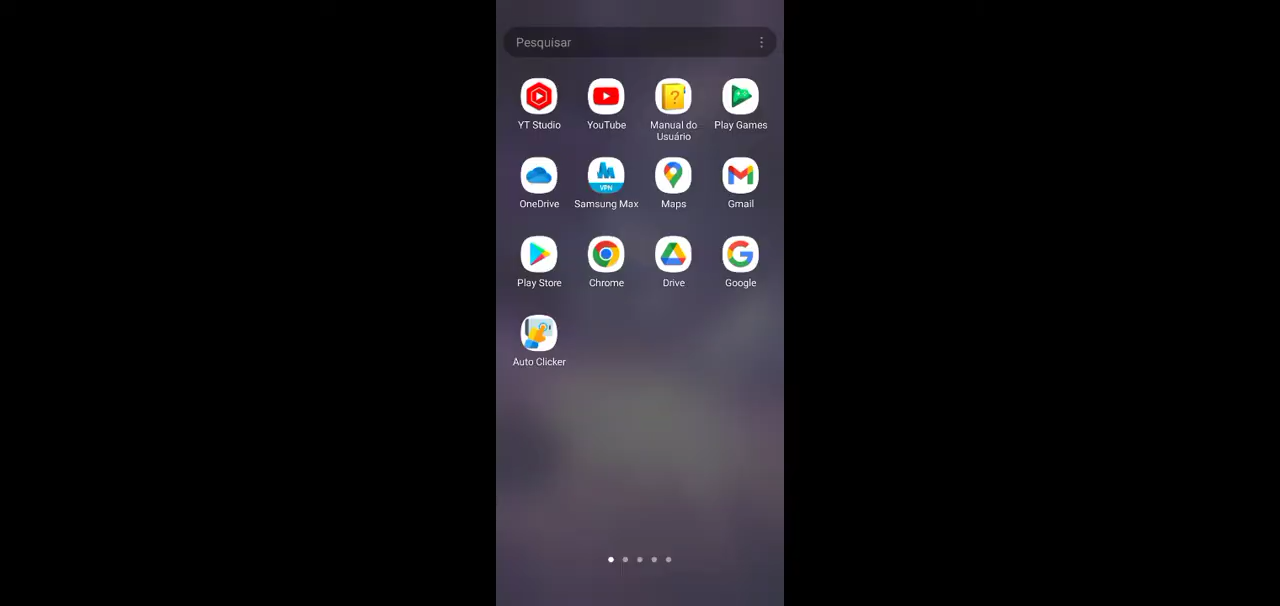 Pesquisar
YT Studio
YouTube
Manual do
Usuário
Play Games
OneDrive
VPN
Samsung Max
Maps
Gmail
Play Store
Chrome
Drive
Google
Auto Clicker